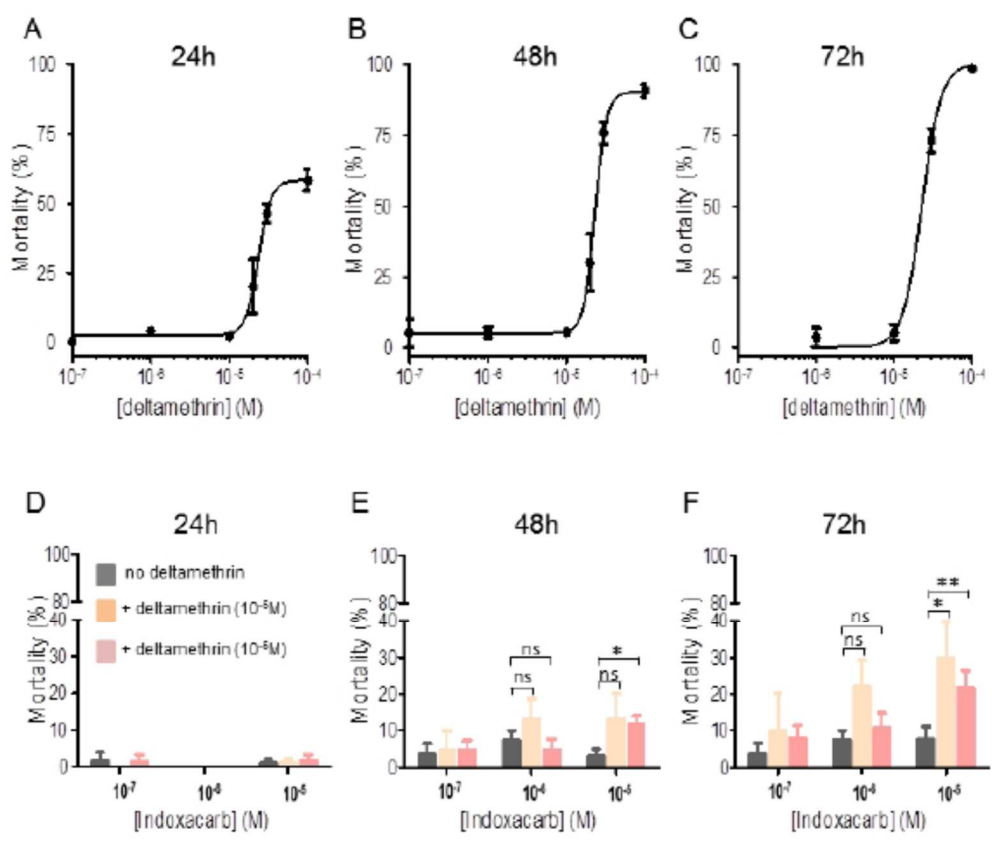 A
24h
100
75
50
25
0
Mortality (%)
10-7
10-6
10-5
10-4
[deltamethrin] (M)
B
48h
100
75
50
25
0
Mortality (%)
10-7
10-6
10-5
10-4
[deltamethrin] (M)
C
72h
100
75
50
25
0
Mortality (%)
10-7
10-6
10-5
10-4
[deltamethrin] (M)
D
24h
100
80
40
30
20
10
0
Mortality (%)
no deltamethrin
+ deltamethrin (10-5M)
+ deltamethrin (10-5M)
10-7
10-6
10-5
[Indoxacarb] (M)
E
48h
100
80
40
30
20
10
0
Mortality (%)
ns
ns
*
ns
10-7
10-6
10-5
[Indoxacarb] (M)
F
72h
100
80
40
30
20
10
0
Mortality (%)
ns
ns
**
*
10-7
10-6
10-5
[Indoxacarb] (M)